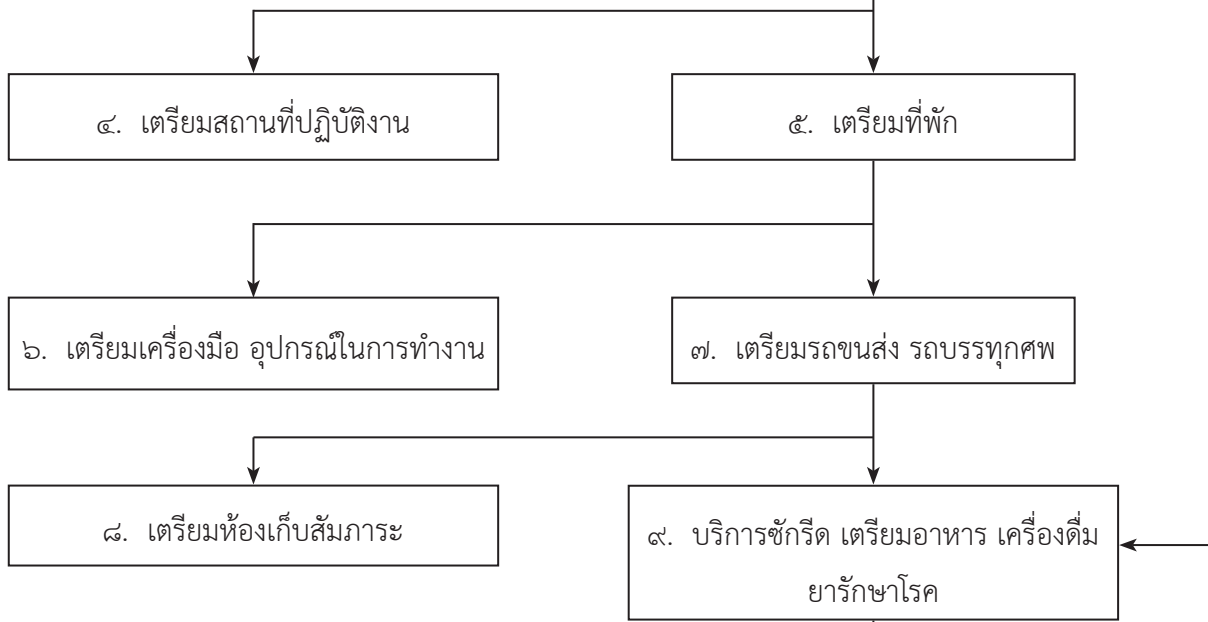 ๔. เตรียมสถานที่ปฏิบัติงาน
๕. เตรียมที่พัก
๖. เตรียมเครื่องมือ อุปกรณ์ในการทำงาน
๗. เตรียมรถขนส่ง รถบรรทุกศพ
๘. เตรียมห้องเก็บสัมภาระ
๙. บริการซักรีด เตรียมอาหาร เครื่องดื่ม
ยารักษาโรค